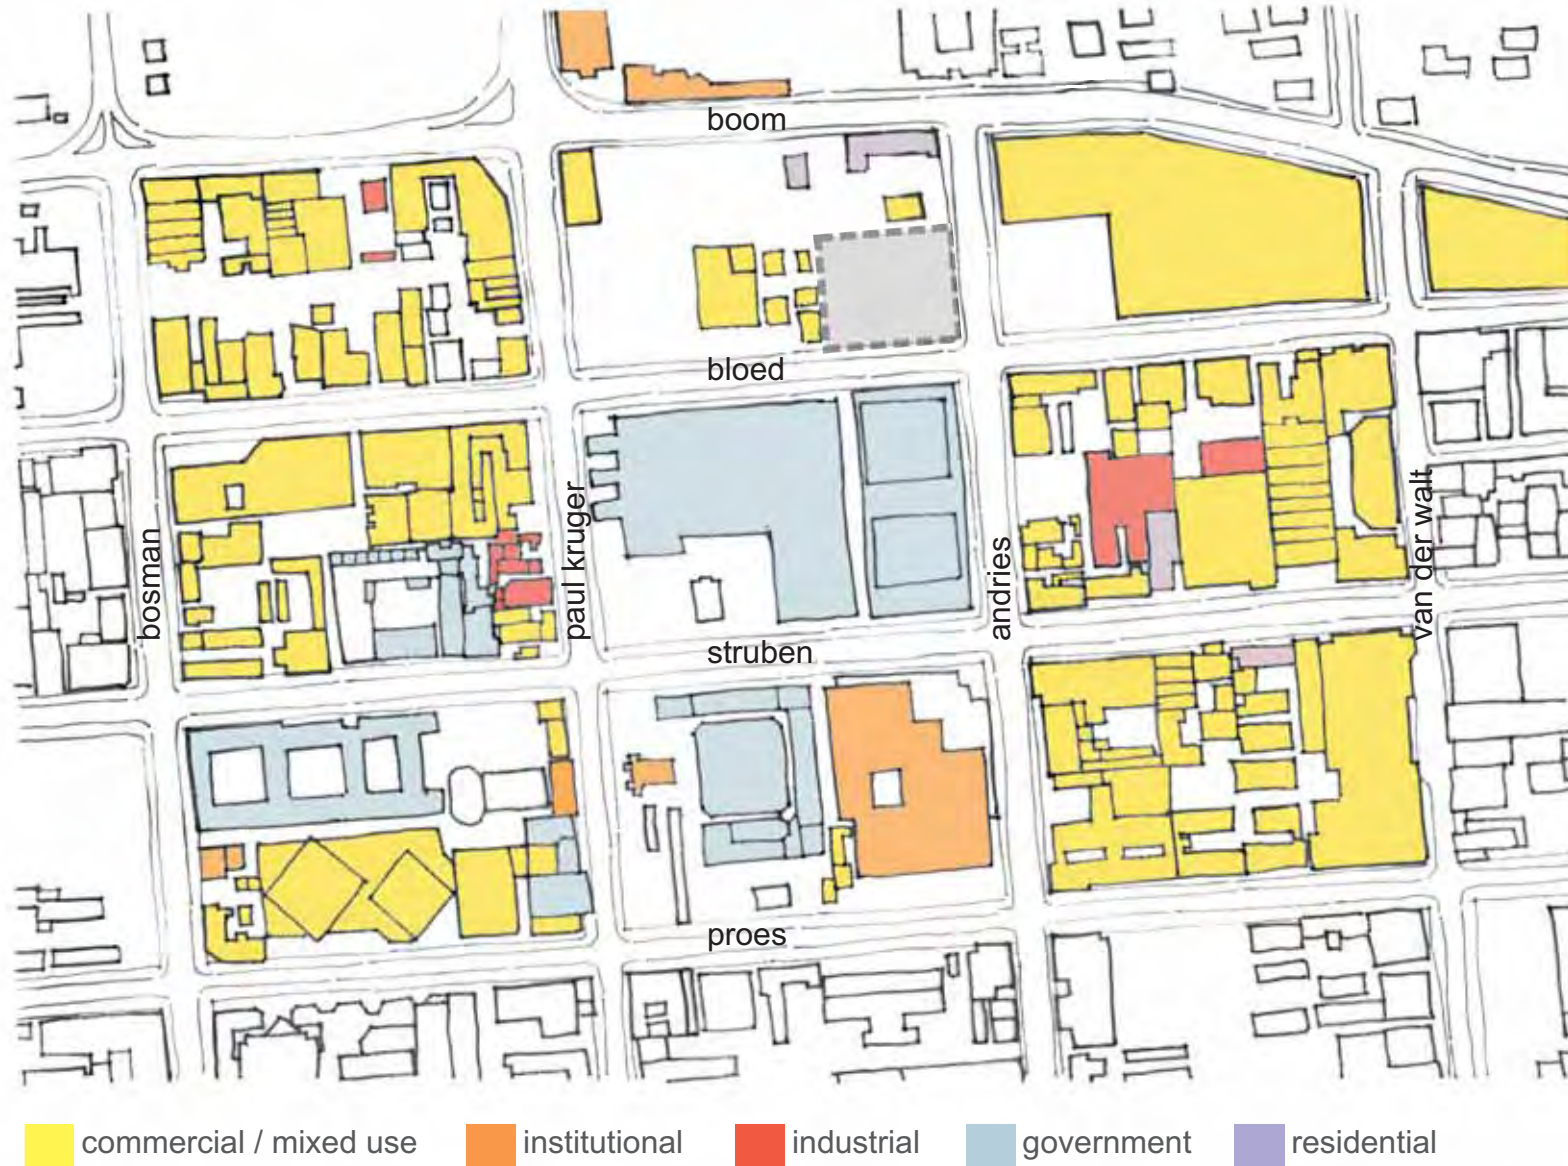 boom
bloed
bosman
paul kruger
andries
van der walt
struben
proes
commercial / mixed use
institutional
industrial
government
residential